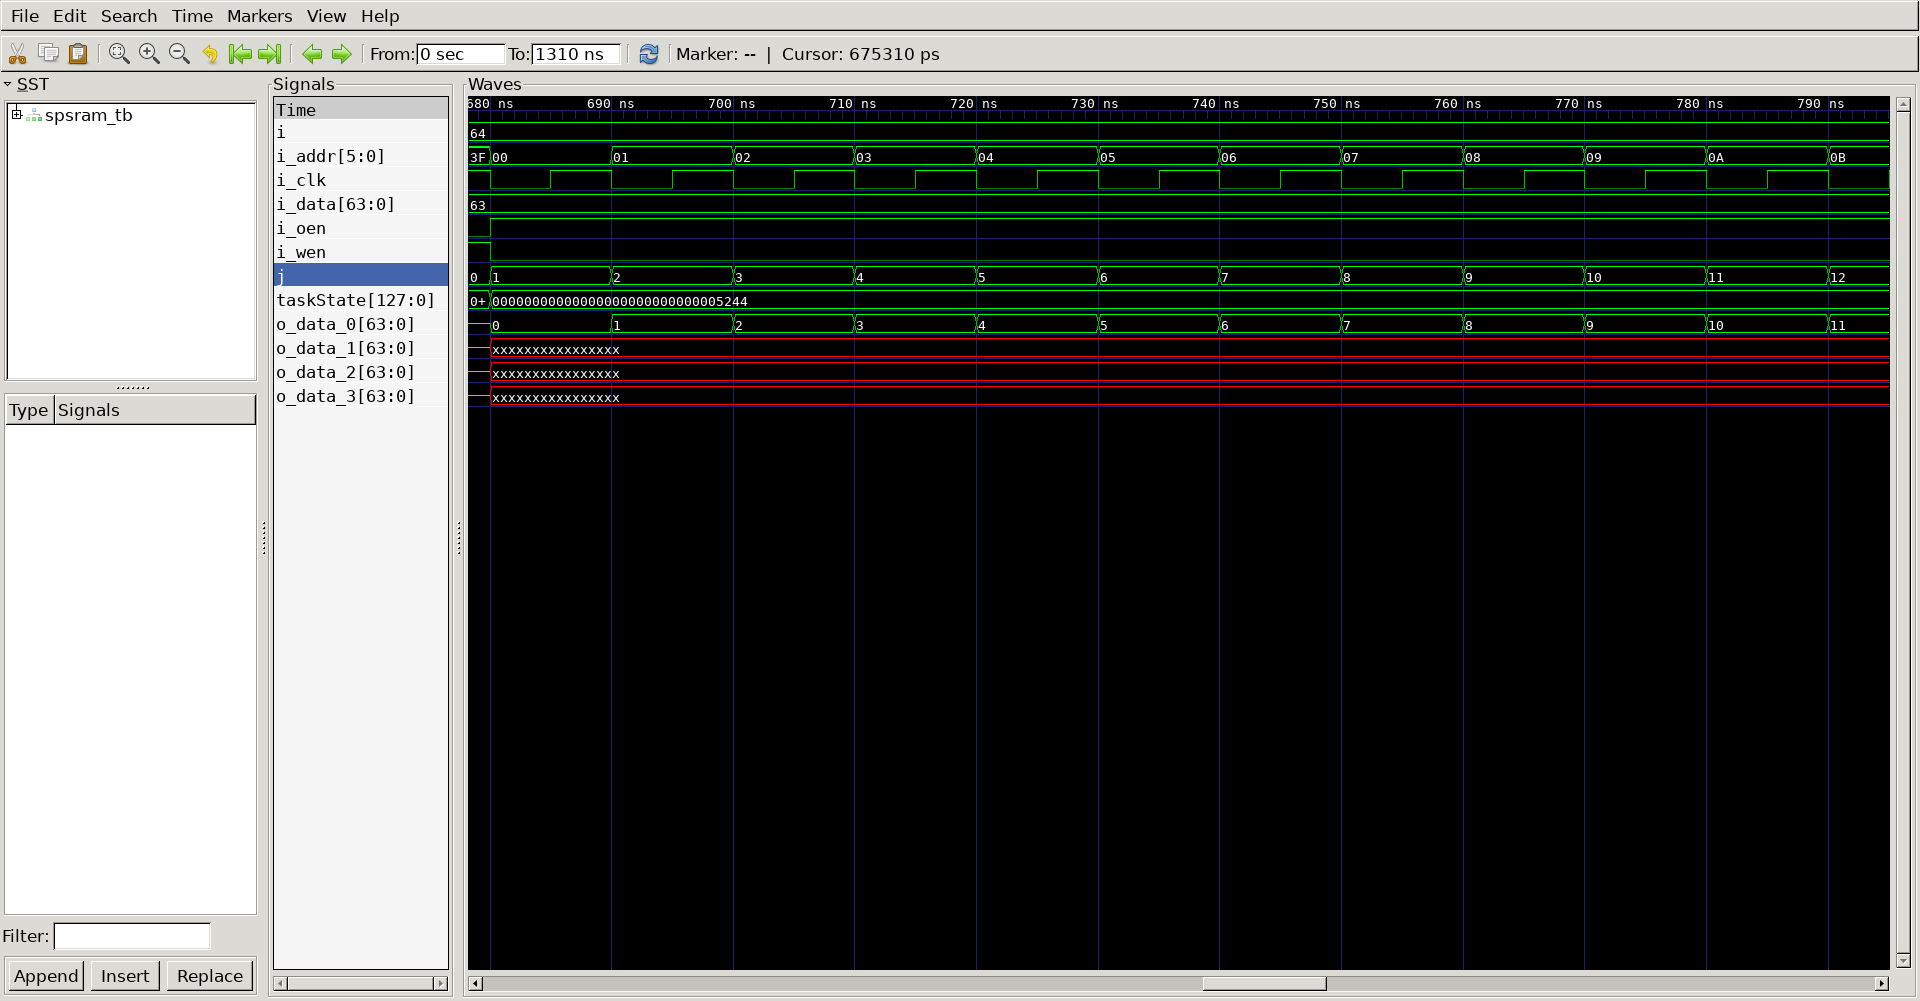 File Edit Search Time Markers View Help
From: 0 sec To: 1310 ns Marker: -- | Cursor: 675310 ps
SST
spsram_tb
Type Signals
Filter:
Append Insert Replace
Signals
Time
i
i_addr[5:0]
i_clk
i_data[63:0]
i_oen
i_wen
j
taskState[127:0]
o_data_0[63:0]
o_data_1[63:0]
o_data_2[63:0]
o_data_3[63:0]
Waves
680 ns 690 ns 700 ns 710 ns 720 ns 730 ns 740 ns 750 ns 760 ns 770 ns 780 ns 790 ns
64
3F 00 01 02 03 04 05 06 07 08 09 0A 0B
63
0 1 2 3 4 5 6 7 8 9 10 11 12
0+ 00000000000000000000000000005244
0 1 2 3 4 5 6 7 8 9 10 11
xxxxxxxxxxxxxxxx
xxxxxxxxxxxxxxxx
xxxxxxxxxxxxxxxx